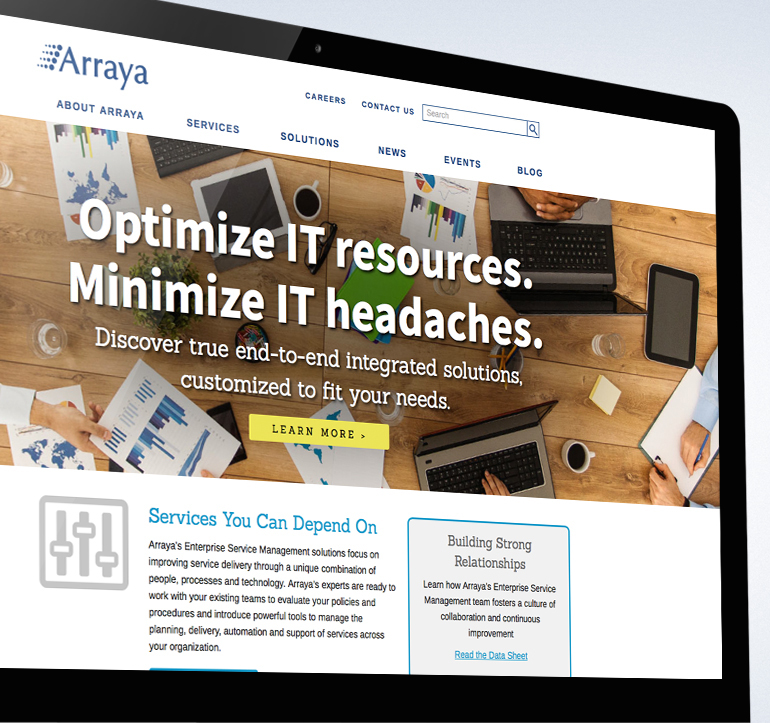 Arraya
CAREERS
CONTACT US
Search
ABOUT ARRAYA
SERVICES
SOLUTIONS
NEWS
EVENTS
BLOG
Optimize IT resources.
Minimize IT headaches.
Discover true end-to-end integrated solutions,
customized to fit your needs.
LEARN MORE >
Services You Can Depend On
Arraya's Enterprise Service Management solutions focus on
improving service delivery through a unique combination of
people, processes and technology. Arraya's experts are ready to
work with your existing teams to evaluate your policies and
procedures and introduce powerful tools to manage the
planning, delivery, automation and support of services across
your organization.
Building Strong
Relationships
Learn how Arraya's Enterprise Service
Management team fosters a culture of
collaboration and continuous
improvement
Read the Data Sheet